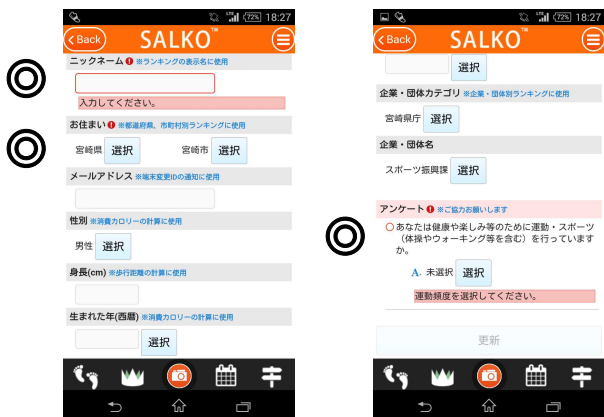 72% 18:27
< Back SALKO™
ニックネーム ※ランキングの表示名に使用
入力してください。
お住まい ※都道府県、市町村別ランキングに使用
宮崎県 選択 宮崎市 選択
メールアドレス ※端末変更IDの通知に使用
性別 ※消費カロリーの計算に使用
男性 選択
身長(cm) ※歩行距離の計算に使用
生まれた年(西暦) ※消費カロリーの計算に使用
選択
72% 18:27
< Back SALKO™
選択
企業・団体カテゴリ ※企業・団体別ランキングに使用
宮崎県庁 選択
企業・団体名
スポーツ振興課 選択
アンケート ※ご協力お願いします
あなたは健康や楽しみ等のために運動・スポーツ
（体操やウォーキング等を含む）を行っています
か。
A. 未選択 選択
運動頻度を選択してください。
更新